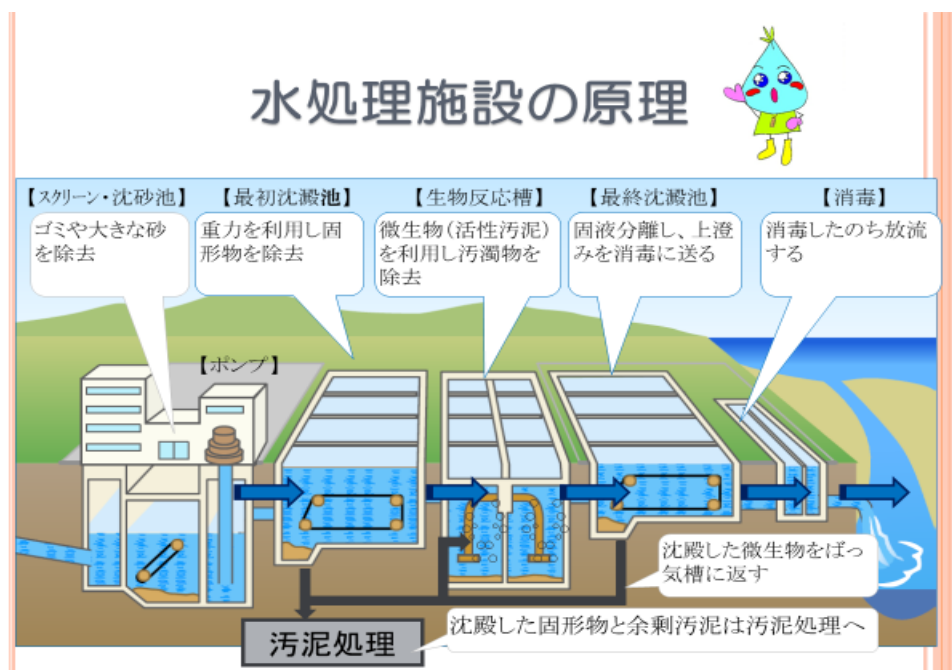 水処理施設の原理
【スクリーン・沈砂池】
ゴミや大きな砂
を除去
【最初沈澱池】
重力を利用し固
形物を除去
【生物反応槽】
微生物(活性汚泥)
を利用し汚濁物を
除去
【最終沈澱池】
固液分離し、上澄
みを消毒に送る
【消毒】
消毒したのち放流
する
【ポンプ】
沈殿した微生物をばっ
気槽に返す
沈殿した固形物と余剰汚泥は汚泥処理へ
汚泥処理